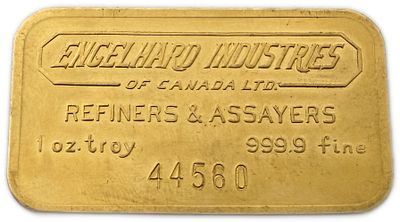 ENGELHARD INDUSTRIES
OF CANADA LTD.
REFINERS & ASSAYERS
1 oz. troy 999.9 fine
44560